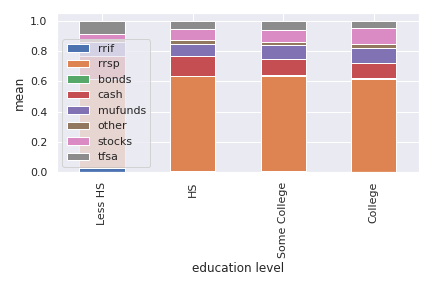 1.0
0.8
0.6
0.4
0.2
0.0
mean
rrif
rrsp
bonds
cash
mufunds
other
stocks
tfsa
Less HS
HS
Some College
College
education level